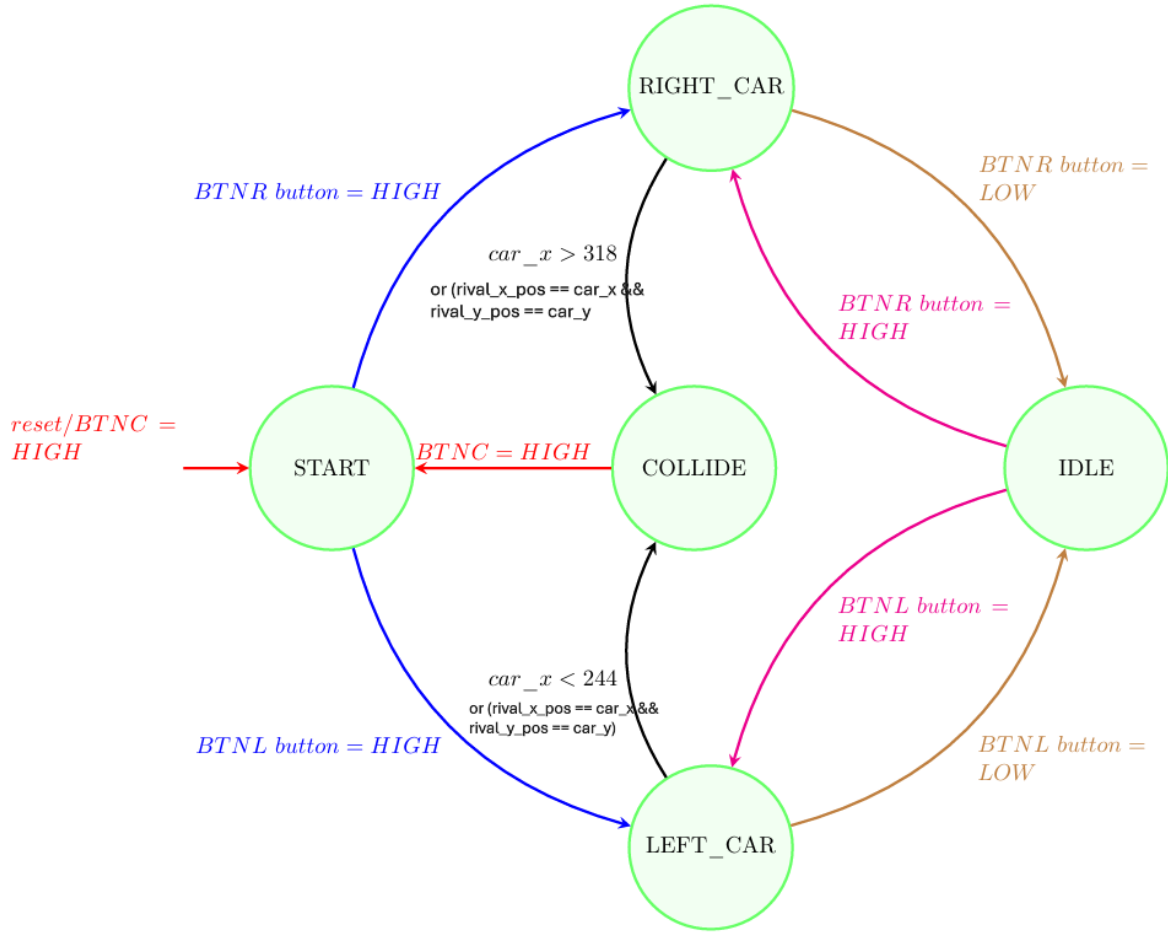 RIGHT_CAR
BTNR button =
LOW
BTNR button = HIGH
car_x > 318
or (rival_x_pos == car_x &&
rival_y_pos == car_y
BTNR button =
HIGH
reset/BTNC =
HIGH
START
BTNC = HIGH
COLLIDE
IDLE
BTNL button =
HIGH
car_x < 244
or (rival_x_pos == car_x &&
rival_y_pos == car_y)
BTNL button = HIGH
BTNL button =
LOW
LEFT_CAR